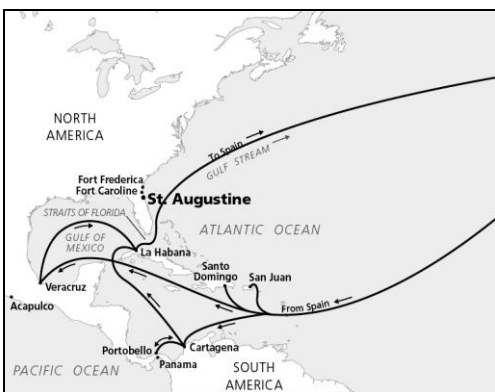 NORTH
AMERICA
To Spain
GULF STREAM
Fort Frederica
Fort Caroline
St. Augustine
STRAITS OF FLORIDA
GULF OF
MEXICO
ATLANTIC OCEAN
La Habana
Santo
Domingo
San Juan
Veracruz
Acapulco
From Spain
Portobello
Cartagena
Panama
PACIFIC OCEAN
SOUTH
AMERICA